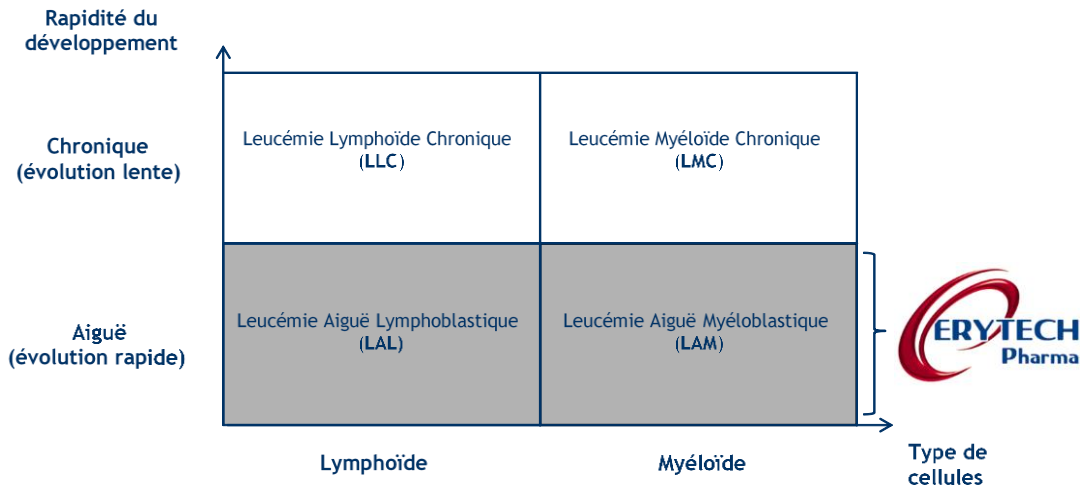 Rapidité du
développement
Chronique
(évolution lente)
Leucémie Lymphoïde Chronique
(LLC)
Leucémie Myéloïde Chronique
(LMC)
Aiguë
(évolution rapide)
Leucémie Aiguë Lymphoblastique
(LAL)
Leucémie Aiguë Myéloblastique
(LAM)
ERYTECH
Pharma
Lymphoïde
Myéloïde
Type de
cellules